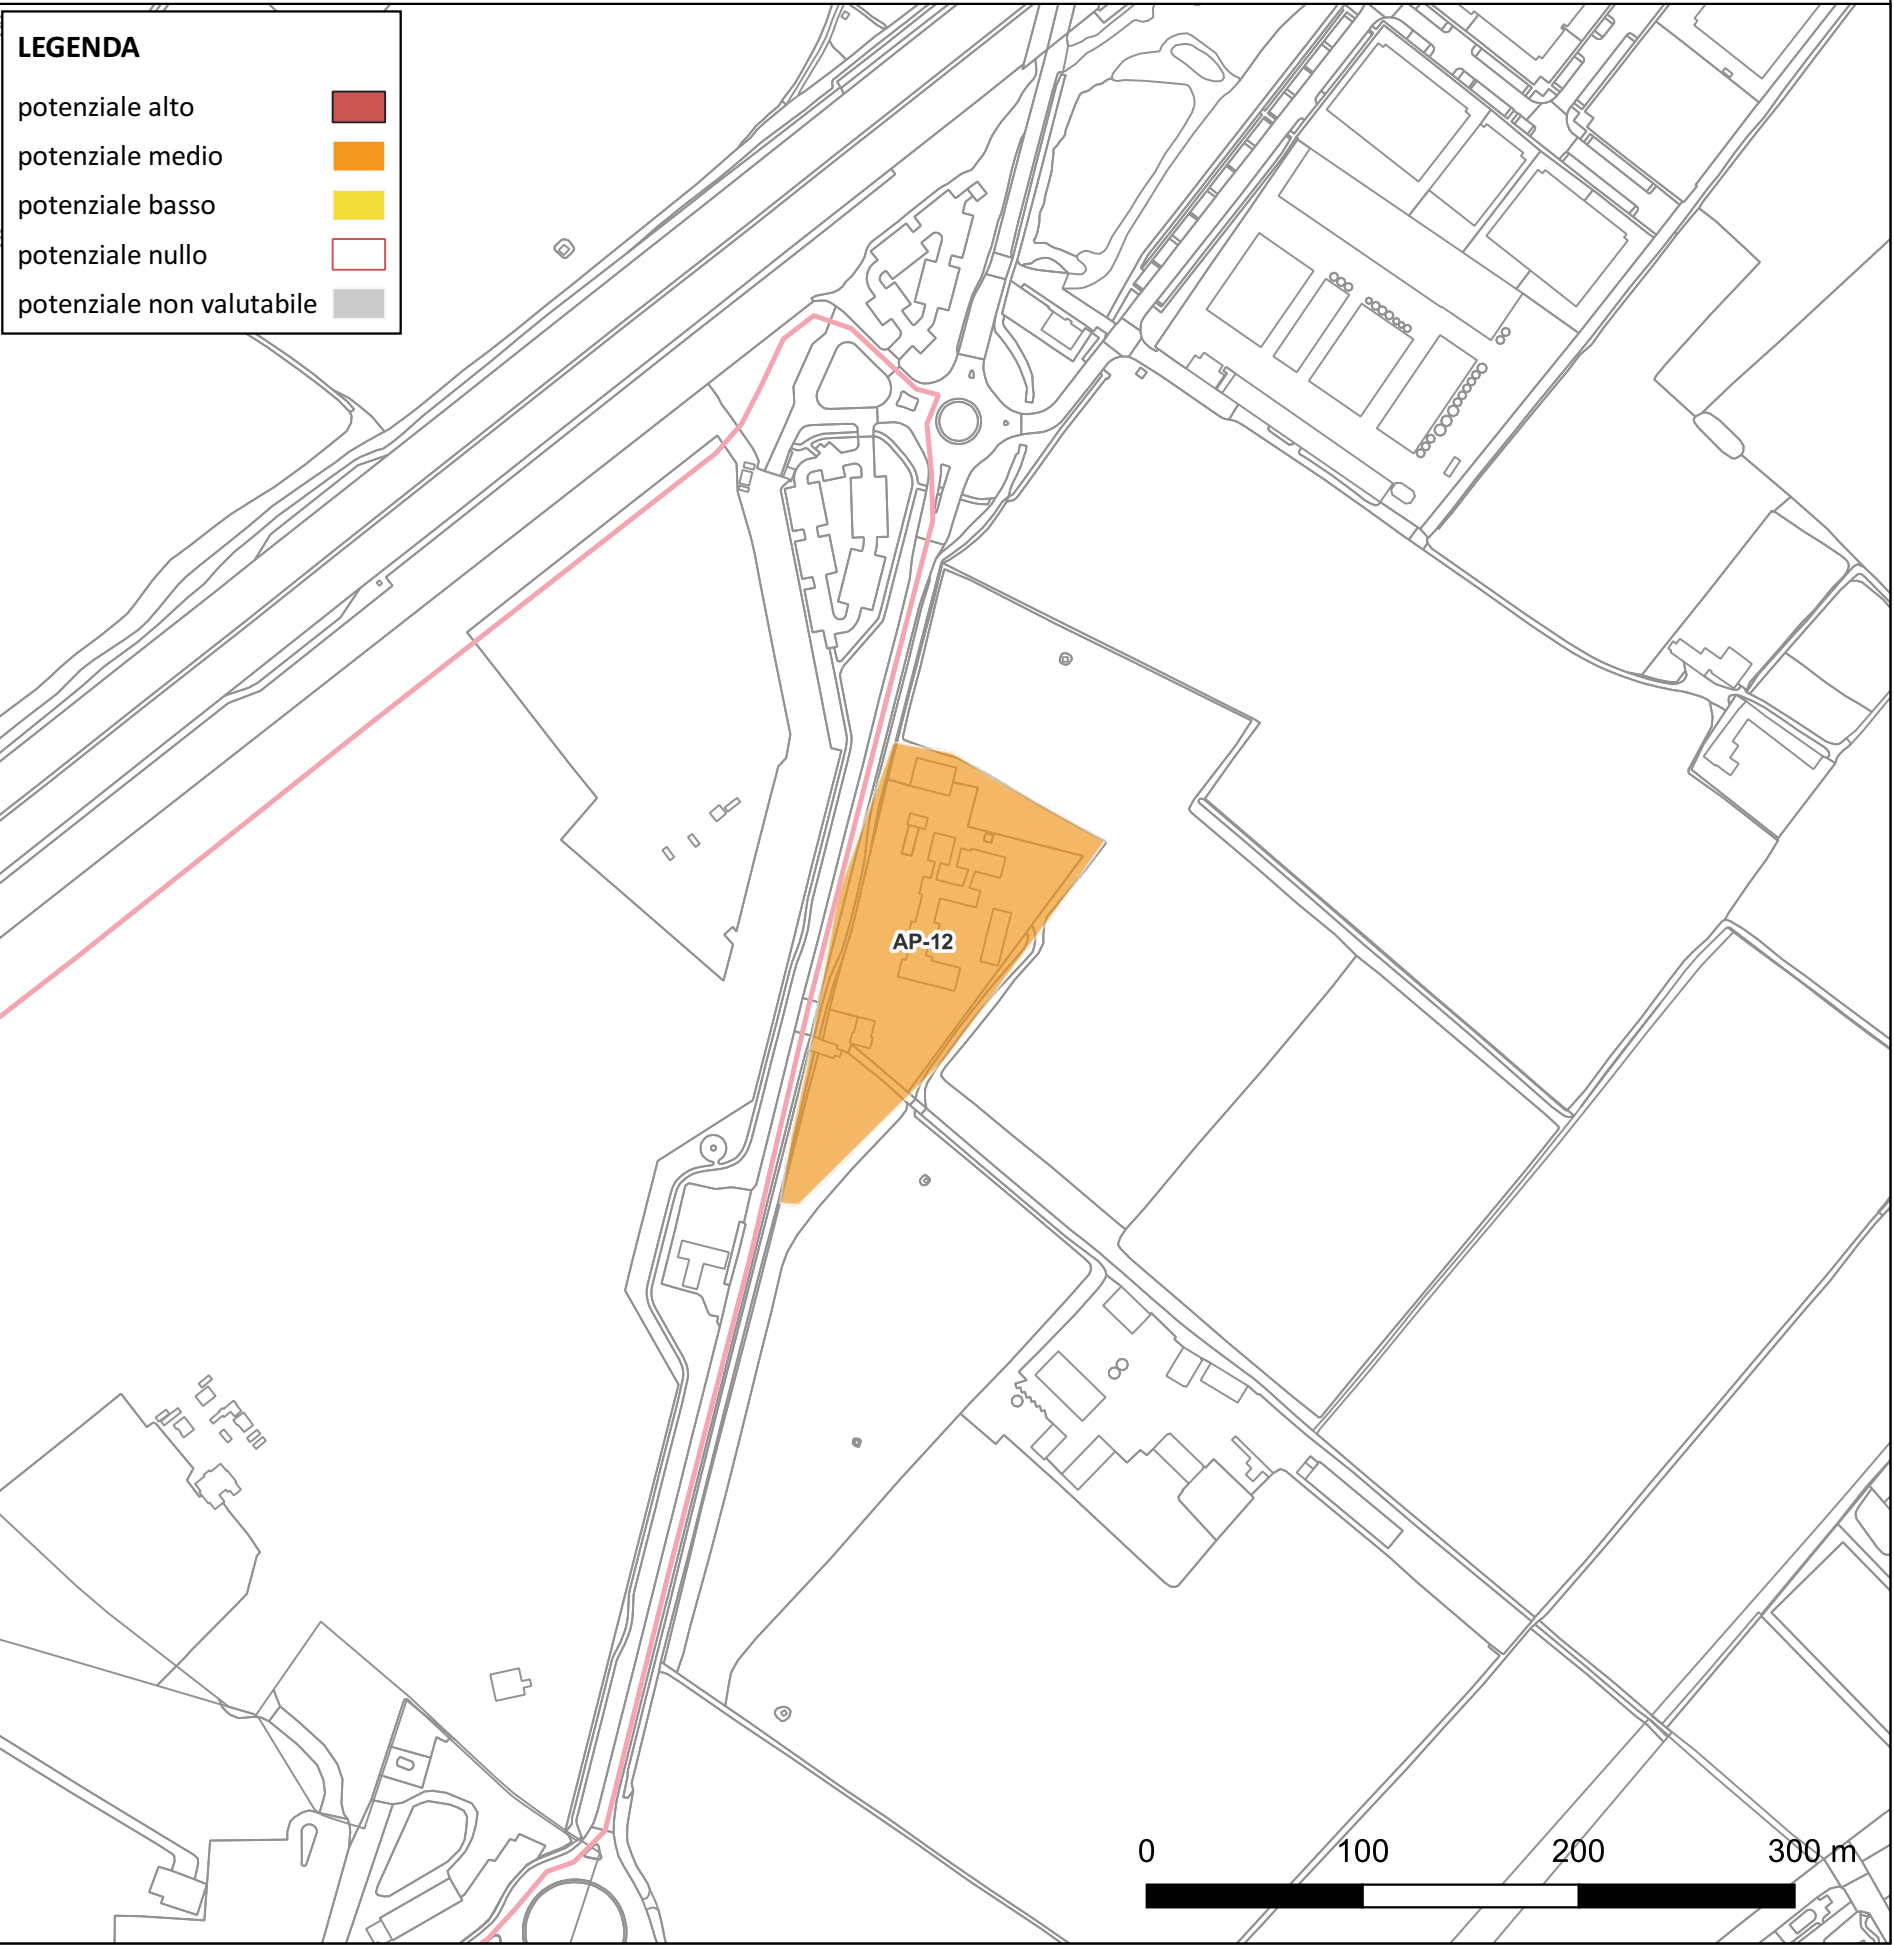 LEGENDA
potenziale alto
potenziale medio
potenziale basso
potenziale nullo
potenziale non valutabile
AP-12
0 100 200 300 m